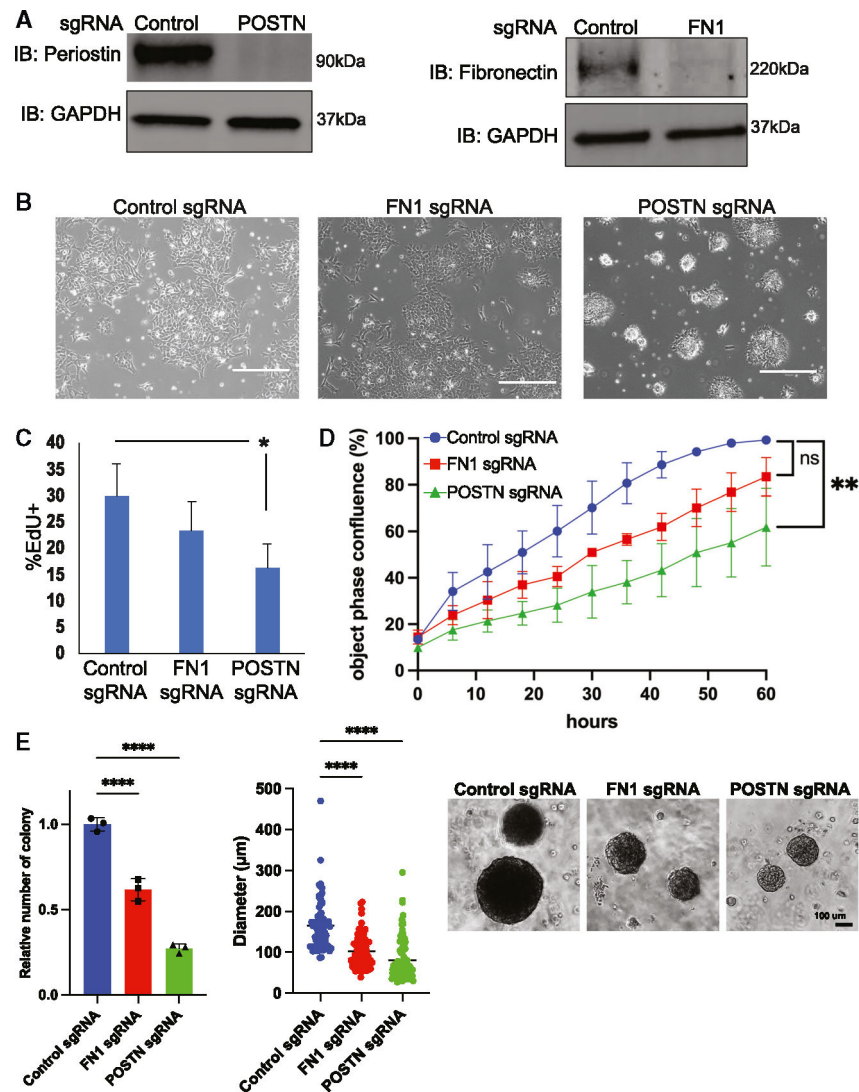 A
sgRNA Control POSTN
IB: Periostin
90kDa
IB: GAPDH
37kDa
sgRNA Control FN1
IB: Fibronectin
220kDa
IB: GAPDH
37kDa
B
Control sgRNA FN1 sgRNA POSTN sgRNA
C
%EdU+
40
35
30
25
20
15
10
5
0
*
Control sgRNA
FN1 sgRNA
POSTN sgRNA
D
object phase confluence (%)
100
80
60
40
20
0
Control sgRNA
FN1 sgRNA
POSTN sgRNA
ns
**
0 10 20 30 40 50 60
hours
E
Relative number of colony
1.0
0.5
0.0
****
****
Control sgRNA
FN1 sgRNA
POSTN sgRNA
Diameter (μm)
500
400
300
200
100
0
****
****
Control sgRNA
FN1 sgRNA
POSTN sgRNA
Control sgRNA FN1 sgRNA POSTN sgRNA
100 um